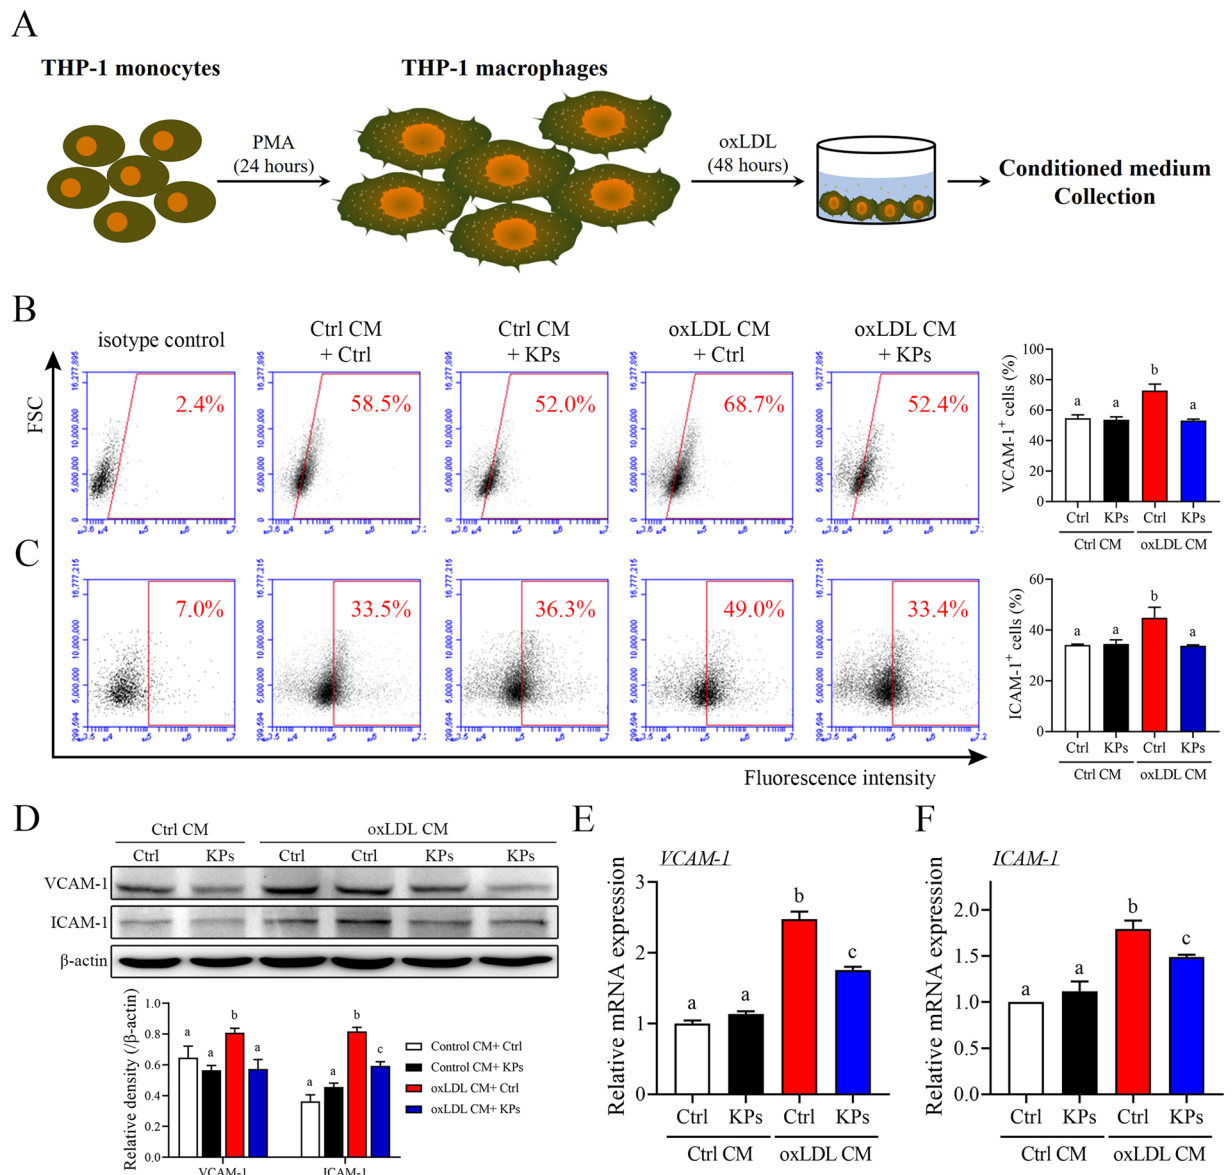 A
THP-1 monocytes
THP-1 macrophages
PMA
(24 hours)
oxLDL
(48 hours)
Conditioned medium
Collection
B
isotype control
Ctrl CM
+ Ctrl
Ctrl CM
+ KPs
oxLDL CM
+ Ctrl
oxLDL CM
+ KPs
FSC
2.4%
58.5%
52.0%
68.7%
52.4%
VCAM-1+ cells (%)
100
80
60
40
20
0
a
a
b
a
Ctrl
KPs
Ctrl
KPs
Ctrl CM
oxLDL CM
C
7.0%
33.5%
36.3%
49.0%
33.4%
Fluorescence intensity
ICAM-1+ cells (%)
60
40
20
0
a
a
b
a
Ctrl
KPs
Ctrl
KPs
Ctrl CM
oxLDL CM
D
Ctrl CM
oxLDL CM
Ctrl
KPs
Ctrl
Ctrl
KPs
KPs
VCAM-1
ICAM-1
β-actin
Relative density (/β-actin)
1.0
0.8
0.6
0.4
0.2
0.0
a
a
b
a
a
a
b
c
VCAM-1
ICAM-1
Control CM+ Ctrl
Control CM+ KPs
oxLDL CM+ Ctrl
oxLDL CM+ KPs
E
VCAM-1
Relative mRNA expression
3
2
1
0
a
a
b
c
Ctrl
KPs
Ctrl
KPs
Ctrl CM
oxLDL CM
F
ICAM-1
Relative mRNA expression
2.0
1.5
1.0
0.5
0
a
a
b
c
Ctrl
KPs
Ctrl
KPs
Ctrl CM
oxLDL CM